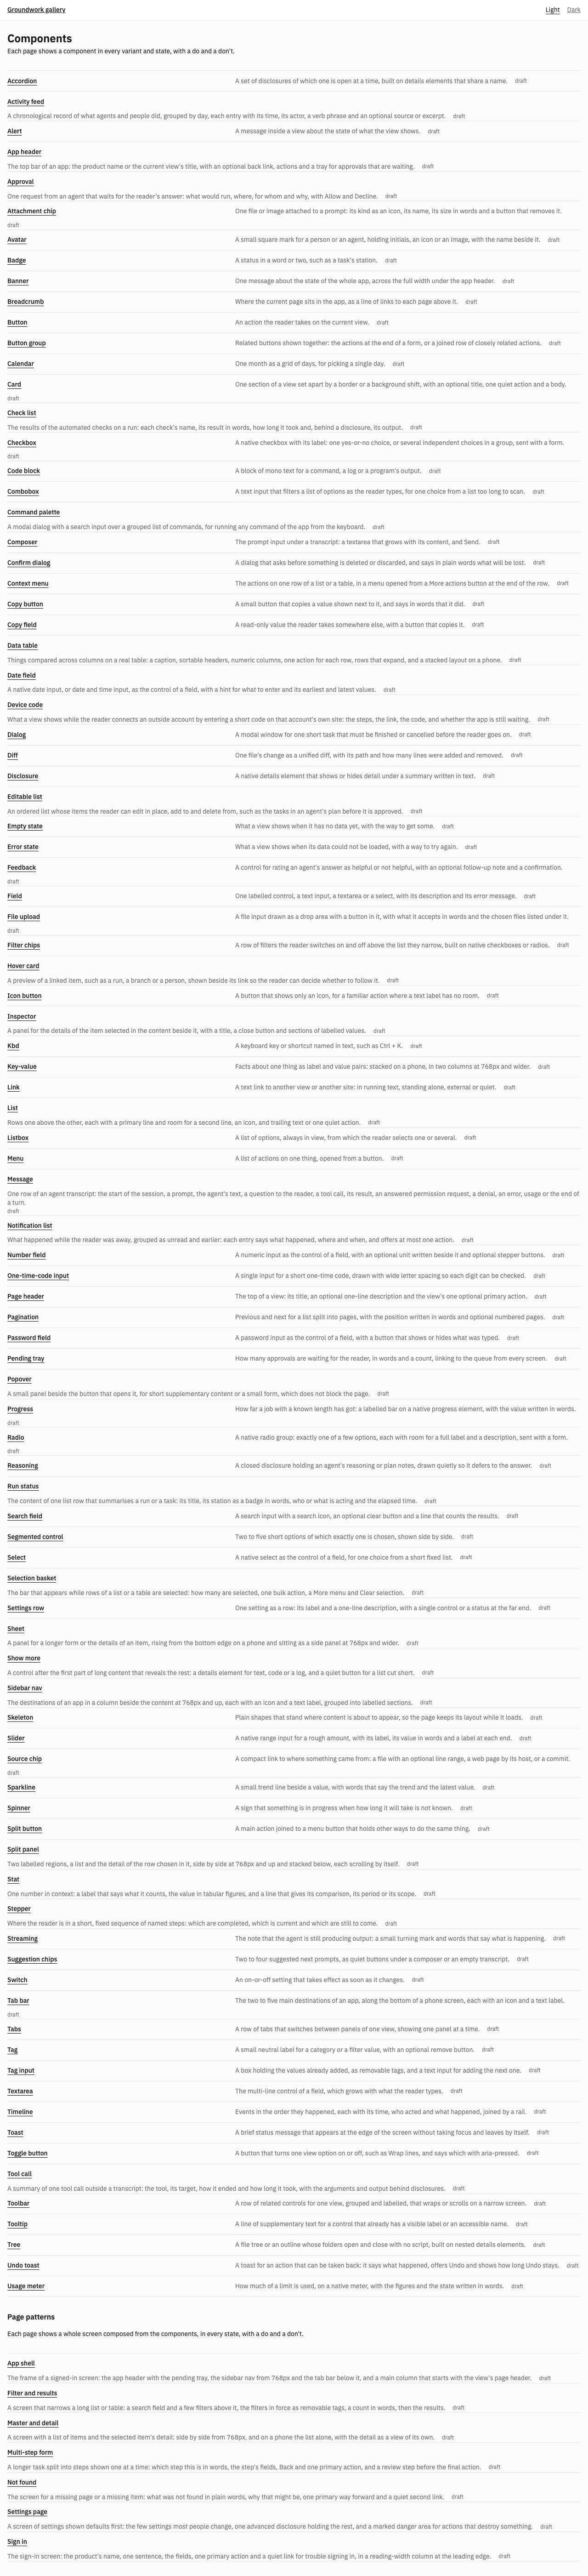 Groundwork gallery Light Dark
Components
Each page shows a component in every variant and state, with a do and a don't.
Accordion A set of disclosures of which one is open at a time, built on details elements that share a name. draft
Activity feed
A chronological record of what agents and people did, grouped by day, each entry with its time, its actor, a verb phrase and an optional source or excerpt. draft
Alert A message inside a view about the state of what the view shows. draft
App header
The top bar of an app: the product name or the current view's title, with an optional back link, actions and a tray for approvals that are waiting. draft
Approval
One request from an agent that waits for the reader's answer: what would run, where, for whom and why, with Allow and Decline. draft
Attachment chip One file or image attached to a prompt: its kind as an icon, its name, its size in words and a button that removes it.
draft
Avatar A small square mark for a person or an agent, holding initials, an icon or an image, with the name beside it. draft
Badge A status in a word or two, such as a task's station. draft
Banner One message about the state of the whole app, across the full width under the app header. draft
Breadcrumb Where the current page sits in the app, as a line of links to each page above it. draft
Button An action the reader takes on the current view. draft
Button group Related buttons shown together: the actions at the end of a form, or a joined row of closely related actions. draft
Calendar One month as a grid of days, for picking a single day. draft
Card One section of a view set apart by a border or a background shift, with an optional title, one quiet action and a body.
draft
Check list
The results of the automated checks on a run: each check's name, its result in words, how long it took and, behind a disclosure, its output. draft
Checkbox A native checkbox with its label: one yes-or-no choice, or several independent choices in a group, sent with a form.
draft
Code block A block of mono text for a command, a log or a program's output. draft
Combobox A text input that filters a list of options as the reader types, for one choice from a list too long to scan. draft
Command palette
A modal dialog with a search input over a grouped list of commands, for running any command of the app from the keyboard. draft
Composer The prompt input under a transcript: a textarea that grows with its content, and Send. draft
Confirm dialog A dialog that asks before something is deleted or discarded, and says in plain words what will be lost. draft
Context menu The actions on one row of a list or a table, in a menu opened from a More actions button at the end of the row. draft
Copy button A small button that copies a value shown next to it, and says in words that it did. draft
Copy field A read-only value the reader takes somewhere else, with a button that copies it. draft
Data table
Things compared across columns on a real table: a caption, sortable headers, numeric columns, one action for each row, rows that expand, and a stacked layout on a phone. draft
Date field
A native date input, or date and time input, as the control of a field, with a hint for what to enter and its earliest and latest values. draft
Device code
What a view shows while the reader connects an outside account by entering a short code on that account's own site: the steps, the link, the code, and whether the app is still waiting. draft
Dialog A modal window for one short task that must be finished or cancelled before the reader goes on. draft
Diff One file's change as a unified diff, with its path and how many lines were added and removed. draft
Disclosure A native details element that shows or hides detail under a summary written in text. draft
Editable list
An ordered list whose items the reader can edit in place, add to and delete from, such as the tasks in an agent's plan before it is approved. draft
Empty state What a view shows when it has no data yet, with the way to get some. draft
Error state What a view shows when its data could not be loaded, with a way to try again. draft
Feedback A control for rating an agent's answer as helpful or not helpful, with an optional follow-up note and a confirmation.
draft
Field One labelled control, a text input, a textarea or a select, with its description and its error message. draft
File upload A file input drawn as a drop area with a button in it, with what it accepts in words and the chosen files listed under it.
draft
Filter chips A row of filters the reader switches on and off above the list they narrow, built on native checkboxes or radios. draft
Hover card
A preview of a linked item, such as a run, a branch or a person, shown beside its link so the reader can decide whether to follow it. draft
Icon button A button that shows only an icon, for a familiar action where a text label has no room. draft
Inspector
A panel for the details of the item selected in the content beside it, with a title, a close button and sections of labelled values. draft
Kbd A keyboard key or shortcut named in text, such as Ctrl + K. draft
Key-value Facts about one thing as label and value pairs: stacked on a phone, in two columns at 768px and wider. draft
Link A text link to another view or another site: in running text, standing alone, external or quiet. draft
List
Rows one above the other, each with a primary line and room for a second line, an icon, and trailing text or one quiet action. draft
Listbox A list of options, always in view, from which the reader selects one or several. draft
Menu A list of actions on one thing, opened from a button. draft
Message
One row of an agent transcript: the start of the session, a prompt, the agent's text, a question to the reader, a tool call, its result, an answered permission request, a denial, an error, usage or the end of
a turn.
draft
Notification list
What happened while the reader was away, grouped as unread and earlier: each entry says what happened, where and when, and offers at most one action. draft
Number field A numeric input as the control of a field, with an optional unit written beside it and optional stepper buttons. draft
One-time-code input A single input for a short one-time code, drawn with wide letter spacing so each digit can be checked. draft
Page header The top of a view: its title, an optional one-line description and the view's one optional primary action. draft
Pagination Previous and next for a list split into pages, with the position written in words and optional numbered pages. draft
Password field A password input as the control of a field, with a button that shows or hides what was typed. draft
Pending tray How many approvals are waiting for the reader, in words and a count, linking to the queue from every screen. draft
Popover
A small panel beside the button that opens it, for short supplementary content or a small form, which does not block the page. draft
Progress How far a job with a known length has got: a labelled bar on a native progress element, with the value written in words.
draft
Radio A native radio group: exactly one of a few options, each with room for a label and a description, sent with a form.
draft
Reasoning A closed disclosure holding an agent's reasoning or plan notes, drawn quietly so it defers to the answer. draft
Run status
The content of one list row that summarises a run or a task: its title, its station as a badge in words, who or what is acting and the elapsed time. draft
Search field A search input with a search icon, an optional clear button and a line that counts the results. draft
Segmented control Two to five short options of which exactly one is chosen, shown side by side. draft
Select A native select as the control of a field, for one choice from a short fixed list. draft
Selection basket
The bar that appears while rows of a list or a table are selected: how many are selected, one bulk action, a More menu and Clear selection. draft
Settings row One setting as a row: its label and a one-line description, with a single control or a status at the far end. draft
Sheet
A panel for a longer form or the details of an item, rising from the bottom edge on a phone and sitting as a side panel at 768px and wider. draft
Show more
A control after the first part of long content that reveals the rest: a details element for text, code or a log, and a quiet button for a list cut short. draft
Sidebar nav
The destinations of an app in a column beside the content at 768px and up, each with an icon and a text label, grouped into labelled sections. draft
Skeleton Plain shapes that stand where content is about to appear, so the page keeps its layout while it loads. draft
Slider A native range input for a rough amount, with its label, its value in words and a label at each end. draft
Source chip A compact link to where something came from: a file with an optional line range, a web page by its host, or a commit.
draft
Sparkline A small trend line beside a value, with words that say the trend and the latest value. draft
Spinner A sign that something is in progress when how long it will take is not known. draft
Split button A main action joined to a menu button that holds other ways to do the same thing. draft
Split panel
Two labelled regions, a list and the detail of the row chosen in it, side by side at 768px and up and stacked below, each scrolling by itself. draft
Stat
One number in context: a label that says what it counts, the value in tabular figures, and a line that gives its comparison, its period or its scope. draft
Stepper
Where the reader is in a short, fixed sequence of named steps: which are completed, which is current and which are still to come. draft
Streaming The note that the agent is still producing output: a small turning mark and words that say what is happening. draft
Suggestion chips Two to four suggested next prompts, as quiet buttons under a composer or an empty transcript. draft
Switch An on-or-off setting that takes effect as soon as it changes. draft
Tab bar The two to five main destinations of an app, along the bottom of a phone screen, each with an icon and a text label.
draft
Tabs A row of tabs that switches between panels of one view, showing one panel at a time. draft
Tag A small neutral label for a category or a filter value, with an optional remove button. draft
Tag input A box holding the values already added, as removable tags, and a text input for adding the next one. draft
Textarea The multi-line control of a field, which grows with what the reader types. draft
Timeline Events in the order they happened, each with its time, who acted and what happened, joined by a rail. draft
Toast A brief status message that appears at the edge of the screen without taking focus and leaves by itself. draft
Toggle button A button that turns one view option on or off, such as Wrap lines, and says which with aria-pressed. draft
Tool call
A summary of one tool call outside a transcript: the tool, its target, how it ended and how long it took, with the arguments and output behind disclosures. draft
Toolbar A row of related controls for one view, grouped and labelled, that wraps or scrolls on a narrow screen. draft
Tooltip A line of supplementary text for a control that already has a visible label or an accessible name. draft
Tree A file tree or an outline whose folders open and close with no script, built on nested details elements. draft
Undo toast A toast for an action that can be taken back: it says what happened, offers Undo and shows how long Undo stays. draft
Usage meter How much of a limit is used, on a native meter, with the figures and the state written in words. draft
Page patterns
Each page shows a whole screen composed from the components, in every state, with a do and a don't.
App shell
The frame of a signed-in screen: the app header with the pending tray, the sidebar nav from 768px and the tab bar below it, and a main column that starts with the view's page header. draft
Filter and results
A screen that narrows a long list or table: a search field and a few filters above it, the filters in force as removable tags, a count in words, then the results. draft
Master and detail
A screen with a list of items and the selected item's detail: side by side from 768px, and on a phone the list alone, with the detail as a view of its own. draft
Multi-step form
A longer task split into steps shown one at a time: which step this is in words, the step's fields, Back and one primary action, and a review step before the final action. draft
Not found
The screen for a missing page or a missing item: what was not found in plain words, why that might be, one primary way forward and a quiet second link. draft
Settings page
A screen of settings shown defaults first: the few settings most people change, one advanced disclosure holding the rest, and a marked danger area for actions that destroy something. draft
Sign in
The sign-in screen: the product's name, one sentence, the fields, one primary action and a quiet link for trouble signing in, in a reading-width column at the leading edge. draft